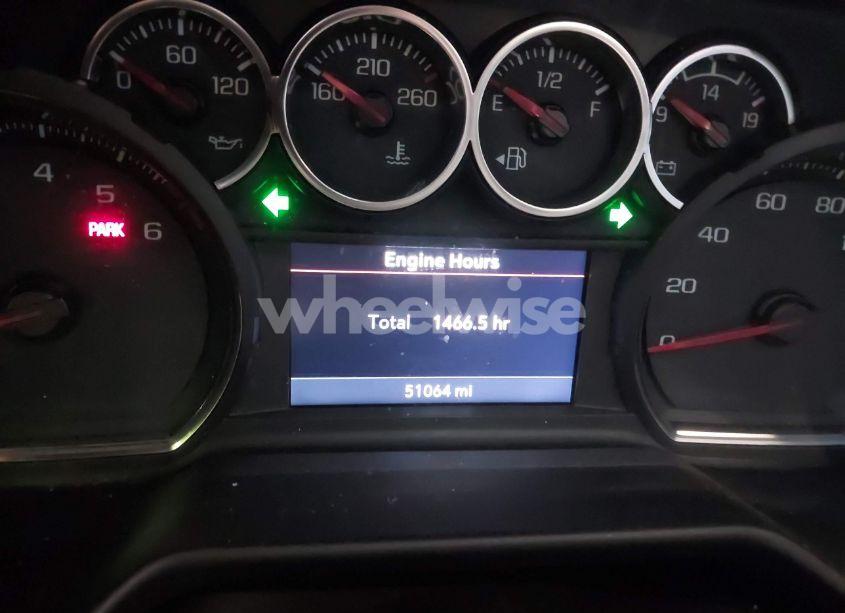 0 60 120
160 210 260
E 1/2 F
9 14 19
4 5 6
PARK
0 20 40 60 80
Engine Hours
wheelwise
Total 1466.5 hr
51064 mi